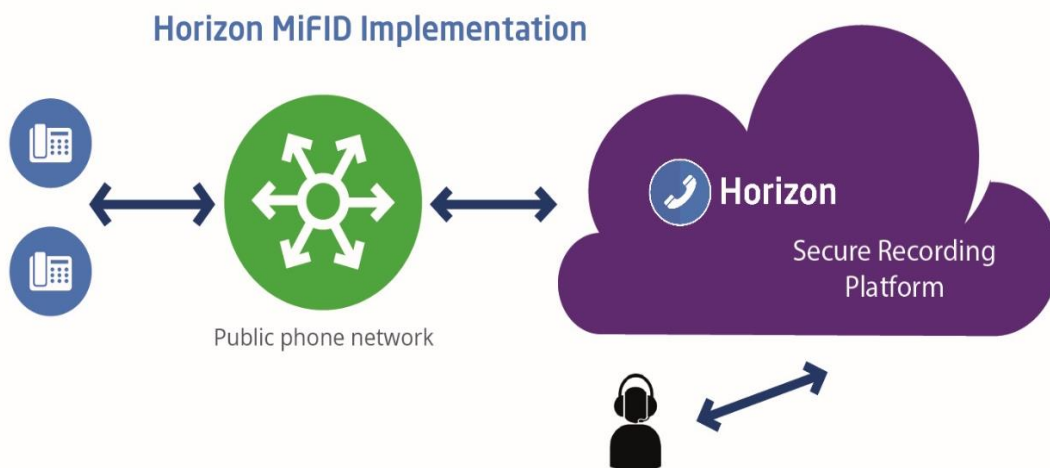 Horizon MiFID Implementation
Horizon
Secure Recording
Platform
Public phone network